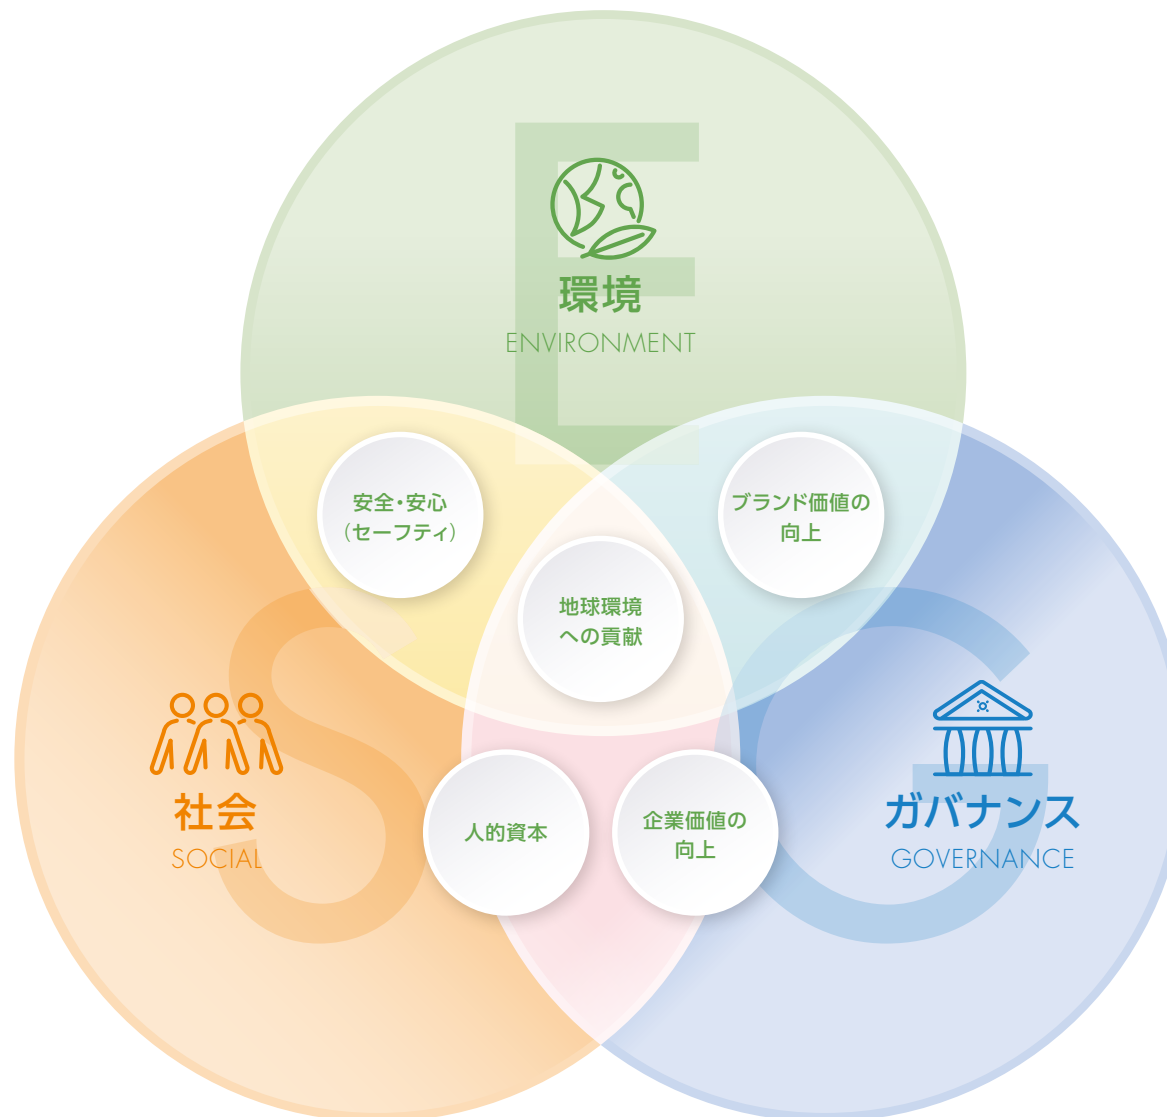 E
環境
ENVIRONMENT
安全・安心
（セーフティ）
ブランド価値の
向上
地球環境
への貢献
S
社会
SOCIAL
人的資本
企業価値の
向上
G
ガバナンス
GOVERNANCE